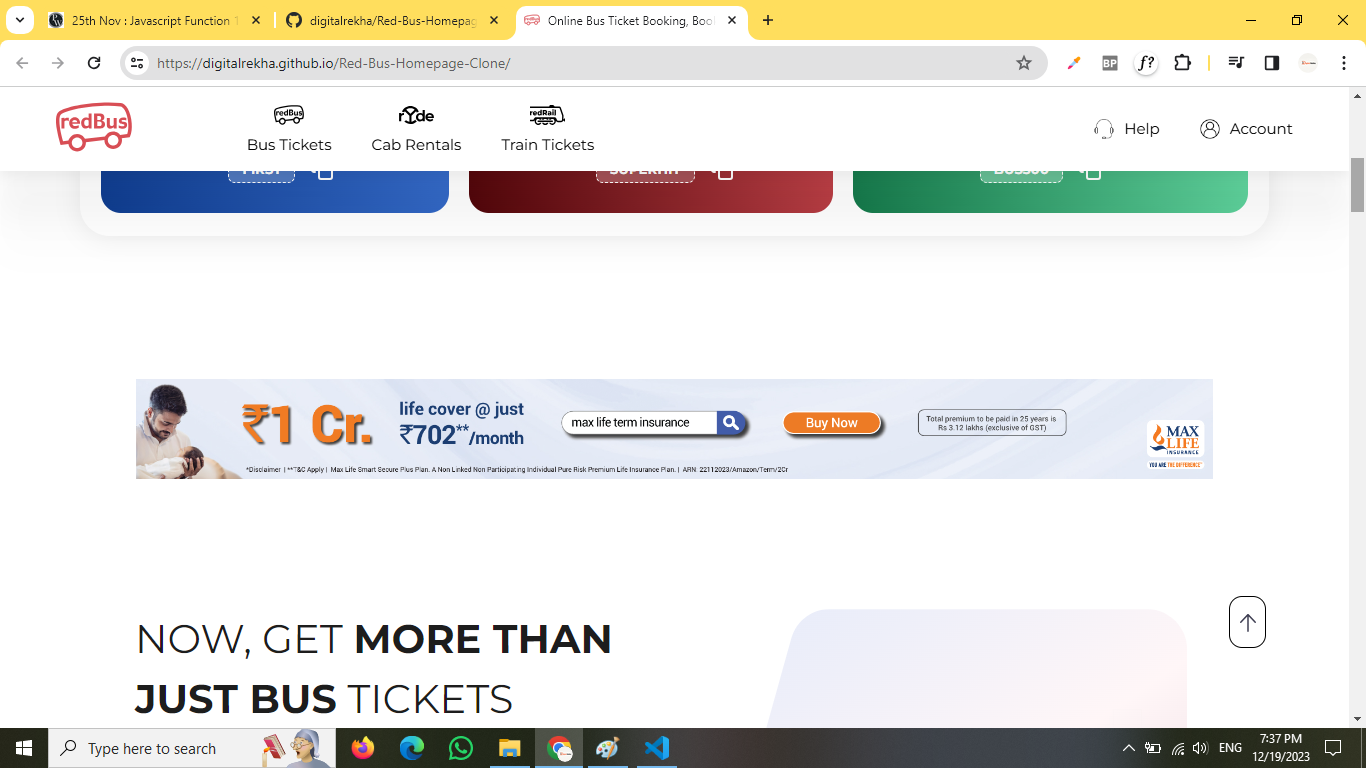 25th Nov : Javascript Function 1
digitalrekha/Red-Bus-Homepag
Online Bus Ticket Booking, Boo
https://digitalrekha.github.io/Red-Bus-Homepage-Clone/
BP
f?
redBus
redBus
Bus Tickets
ryde
Cab Rentals
redRail
Train Tickets
Help
Account
FIRST
SUPERHIT
BUS300
₹1 Cr.
life cover @ just
₹702**/month
max life term insurance
Buy Now
Total premium to be paid in 25 years is
Rs 3.12 lakhs (exclusive of GST)
MAX
LIFE
INSURANCE
YOU ARE THE DIFFERENCE™
*Disclaimer | **T&C Apply | Max Life Smart Secure Plus Plan. A Non Linked Non Participating Individual Pure Risk Premium Life Insurance Plan. | ARN: 22112023/Amazon/Term/2Cr
NOW, GET MORE THAN
JUST BUS TICKETS
Type here to search
ENG
7:37 PM
12/19/2023